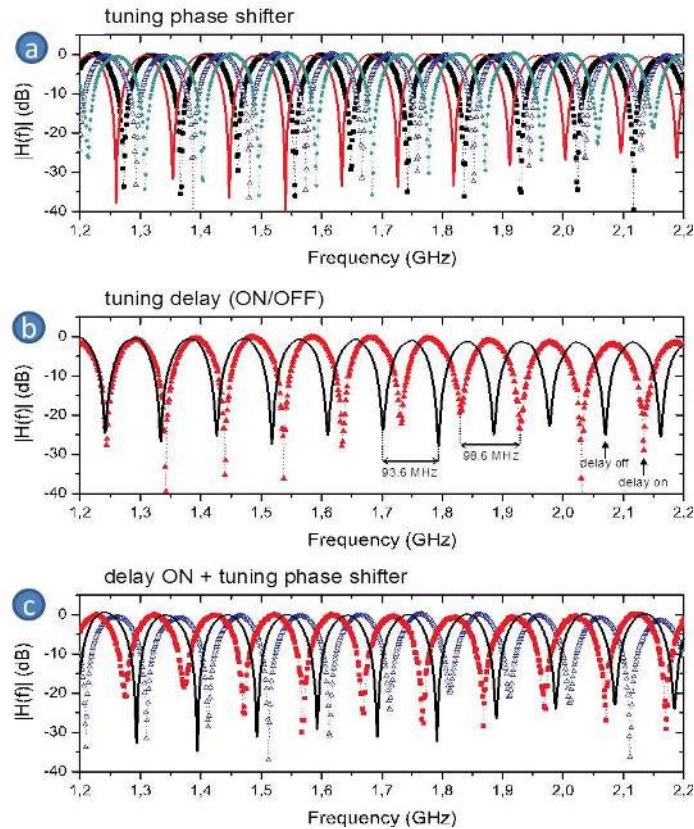 tuning phase shifter
a
|H(f)| (dB)
0
-10
-20
-30
-40
1,2 1,3 1,4 1,5 1,6 1,7 1,8 1,9 2,0 2,1 2,2
Frequency (GHz)
tuning delay (ON/OFF)
b
|H(f)| (dB)
0
-10
-20
-30
-40
93.6 MHz
98.6 MHz
delay off
delay on
1,2 1,3 1,4 1,5 1,6 1,7 1,8 1,9 2,0 2,1 2,2
Frequency (GHz)
delay ON + tuning phase shifter
c
|H(f)| (dB)
0
-10
-20
-30
-40
1,2 1,3 1,4 1,5 1,6 1,7 1,8 1,9 2,0 2,1 2,2
Frequency (GHz)